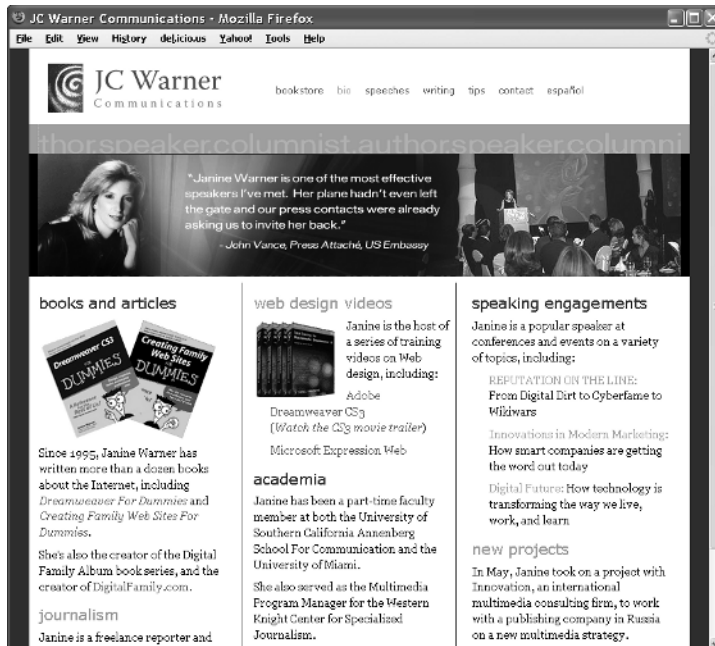 JC Warner Communications - Mozilla Firefox
File Edit View History del.icio.us Yahoo! Tools Help
JC Warner
Communications
bookstore bio speeches writing tips contact español
thor.speaker.columnist.author.speaker.columni
"Janine Warner is one of the most effective
speakers I've met. Her plane hadn't even left
the gate and our press contacts were already
asking us to invite her back."
- John Vance, Press Attaché, US Embassy
books and articles
Dreamweaver CS3
FOR
DUMMIES
Creating Family
Web Sites
FOR
DUMMIES
Since 1995, Janine Warner has
written more than a dozen books
about the Internet, including
Dreamweaver For Dummies and
Creating Family Web Sites For
Dummies.
She's also the creator of the Digital
Family Album book series, and the
creator of DigitalFamily.com.
journalism
Janine is a freelance reporter and
web design videos
Janine is the host of
a series of training
videos on Web
design, including:
Adobe
Dreamweaver CS3
(Watch the CS3 movie trailer)
Microsoft Expression Web
academia
Janine has been a part-time faculty
member at both the University of
Southern California Annenberg
School For Communication and the
University of Miami.
She also served as the Multimedia
Program Manager for the Western
Knight Center for Specialized
Journalism.
speaking engagements
Janine is a popular speaker at
conferences and events on a variety
of topics, including:
REPUTATION ON THE LINE:
From Digital Dirt to Cyberfame to
Wikiwars
Innovations in Modern Marketing:
How smart companies are getting
the word out today
Digital Future: How technology is
transforming the way we live,
work, and learn
new projects
In May, Janine took on a project with
Innovation, an international
multimedia consulting firm, to work
with a publishing company in Russia
on a new multimedia strategy.